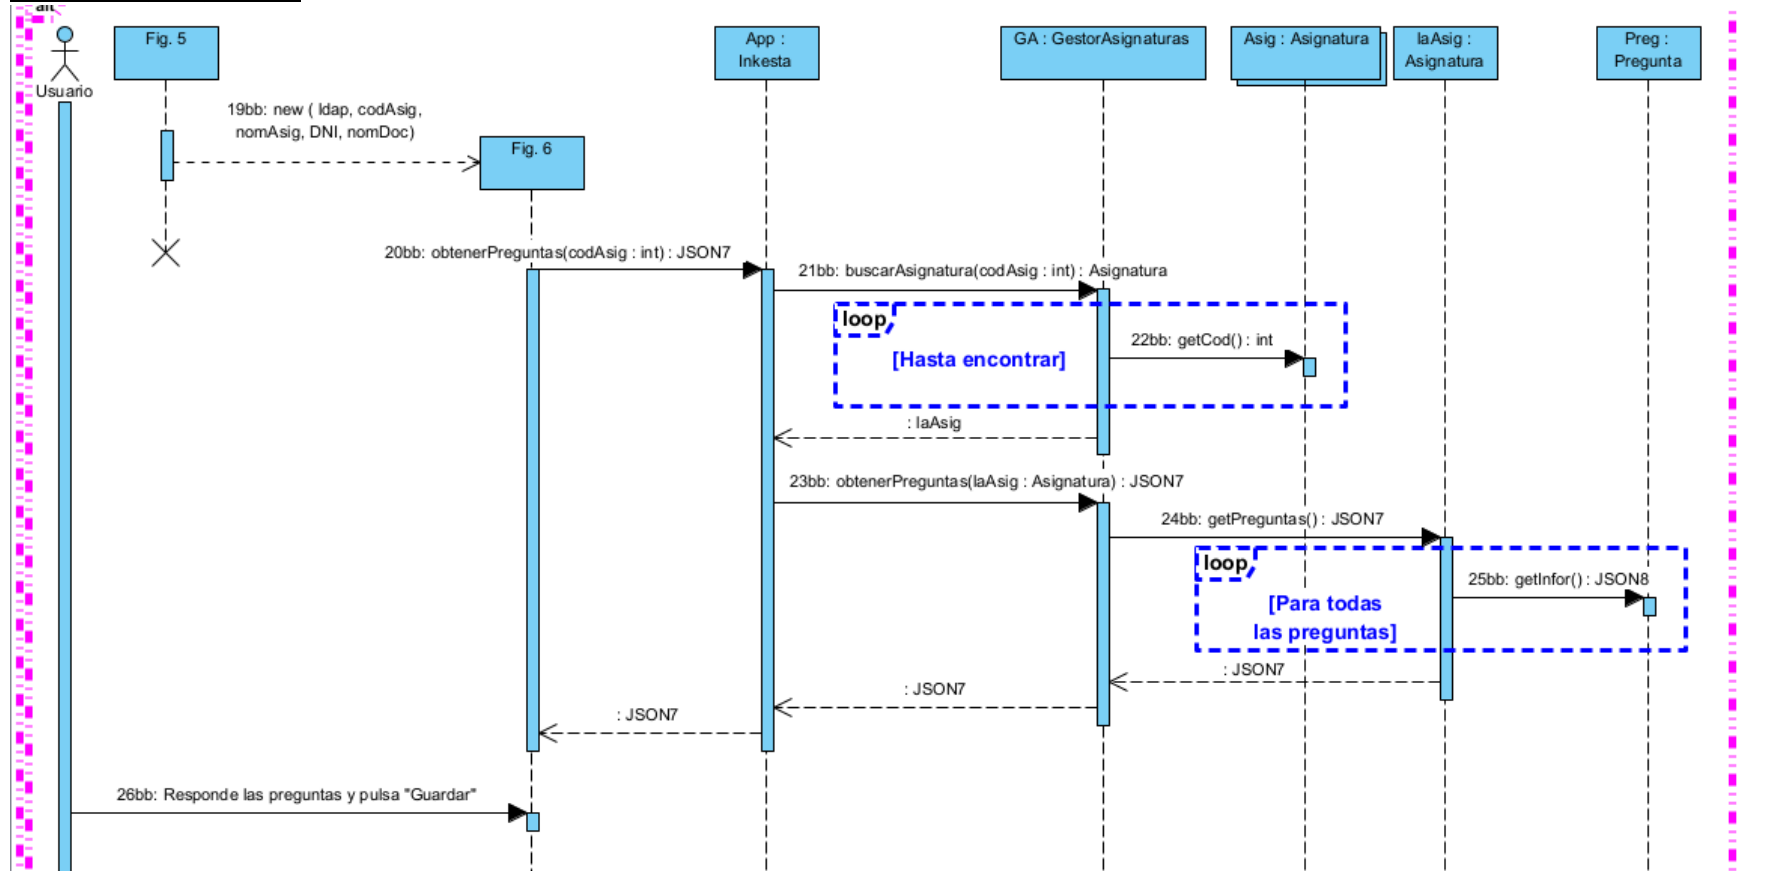 alt
Usuario
Fig. 5
App :
Inkesta
GA : GestorAsignaturas
Asig : Asignatura
laAsig :
Asignatura
Preg :
Pregunta
19bb: new ( ldap, codAsig,
nomAsig, DNI, nomDoc)
Fig. 6
20bb: obtenerPreguntas(codAsig : int) : JSON7
21bb: buscarAsignatura(codAsig : int) : Asignatura
loop
[Hasta encontrar]
22bb: getCod() : int
: laAsig
23bb: obtenerPreguntas(laAsig : Asignatura) : JSON7
24bb: getPreguntas() : JSON7
loop
[Para todas
las preguntas]
25bb: getInfor() : JSON8
: JSON7
: JSON7
: JSON7
26bb: Responde las preguntas y pulsa "Guardar"